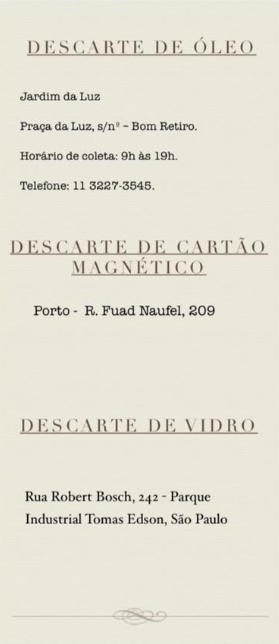 DESCARTE DE ÓLEO
Jardim da Luz
Praça da Luz, s/nº – Bom Retiro.
Horário de coleta: 9h às 19h.
Telefone: 11 3227-3545.
DESCARTE DE CARTÃO
MAGNÉTICO
Porto - R. Fuad Naufel, 209
DESCARTE DE VIDRO
Rua Robert Bosch, 242 - Parque
Industrial Tomas Edson, São Paulo